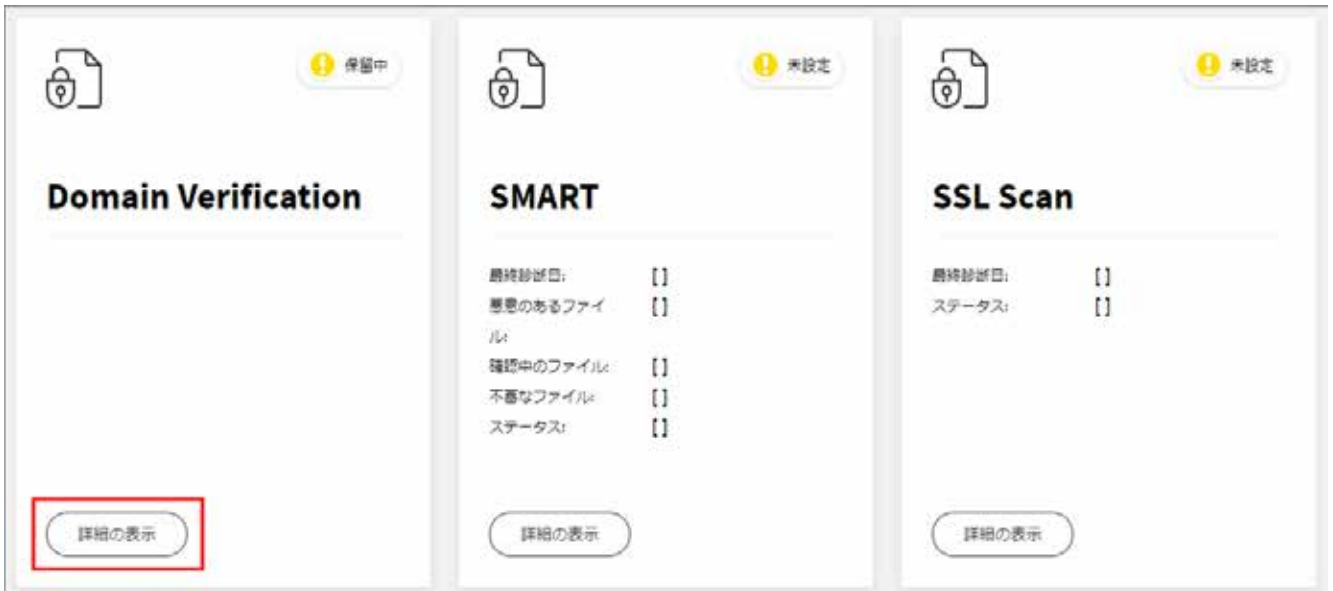 保留中
Domain Verification
詳細の表示
未設定
SMART
最終診断日: []
悪意のあるファイ []
ル:
確認中のファイル: []
不審なファイル: []
ステータス: []
詳細の表示
未設定
SSL Scan
最終診断日: []
ステータス: []
詳細の表示